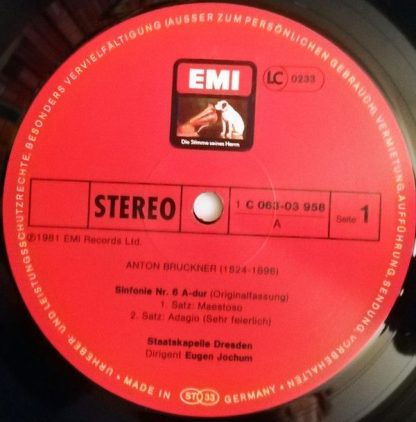 URHEBER- UND LEISTUNGSSCHUTZRECHTE, BESONDERS VERVIELFÄLTIGUNG (AUSSER ZUM PERSÖNLICHEN GEBRAUCH), VERMIETUNG, AUFFÜHRUNG, SENDUNG, VORBEHALTEN
EMI
LC 0233
Die Stimme seines Herrn
STEREO
1 C 063-03 958
A
Seite 1
℗1981 EMI Records Ltd.
ANTON BRUCKNER (1824-1896)
Sinfonie Nr. 6 A-dur (Originalfassung)
1. Satz: Maestoso
2. Satz: Adagio (Sehr feierlich)
Staatskapelle Dresden
Dirigent Eugen Jochum
• MADE IN GERMANY •
ST 33